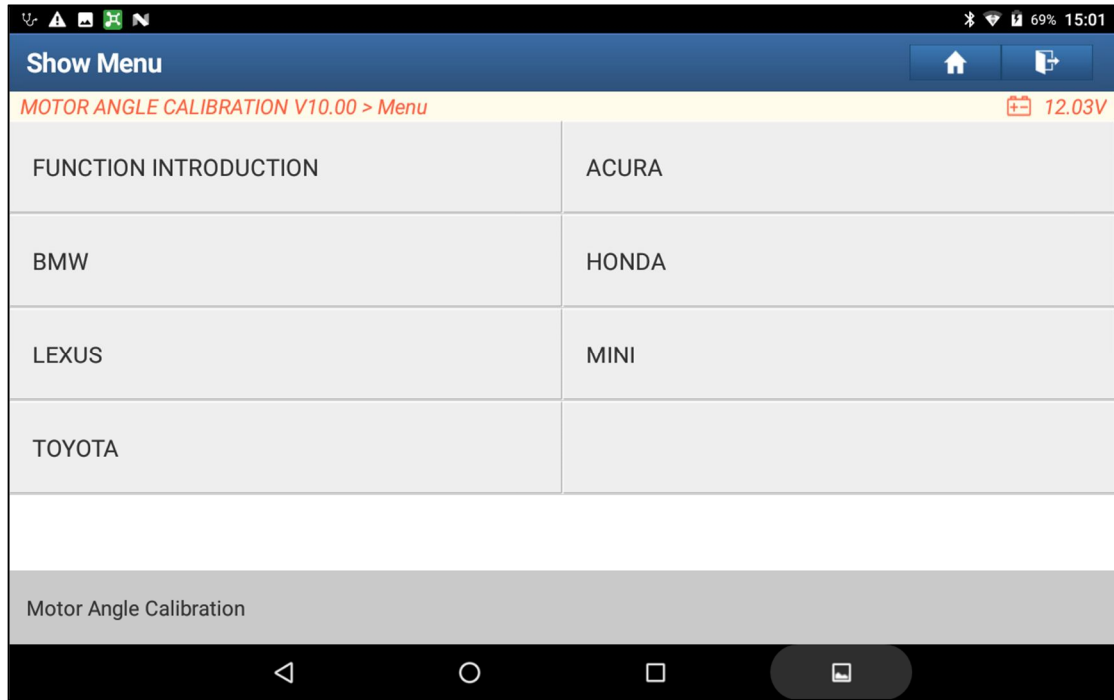 69% 15:01
Show Menu
MOTOR ANGLE CALIBRATION V10.00 > Menu 12.03V
FUNCTION INTRODUCTION ACURA
BMW HONDA
LEXUS MINI
TOYOTA
Motor Angle Calibration